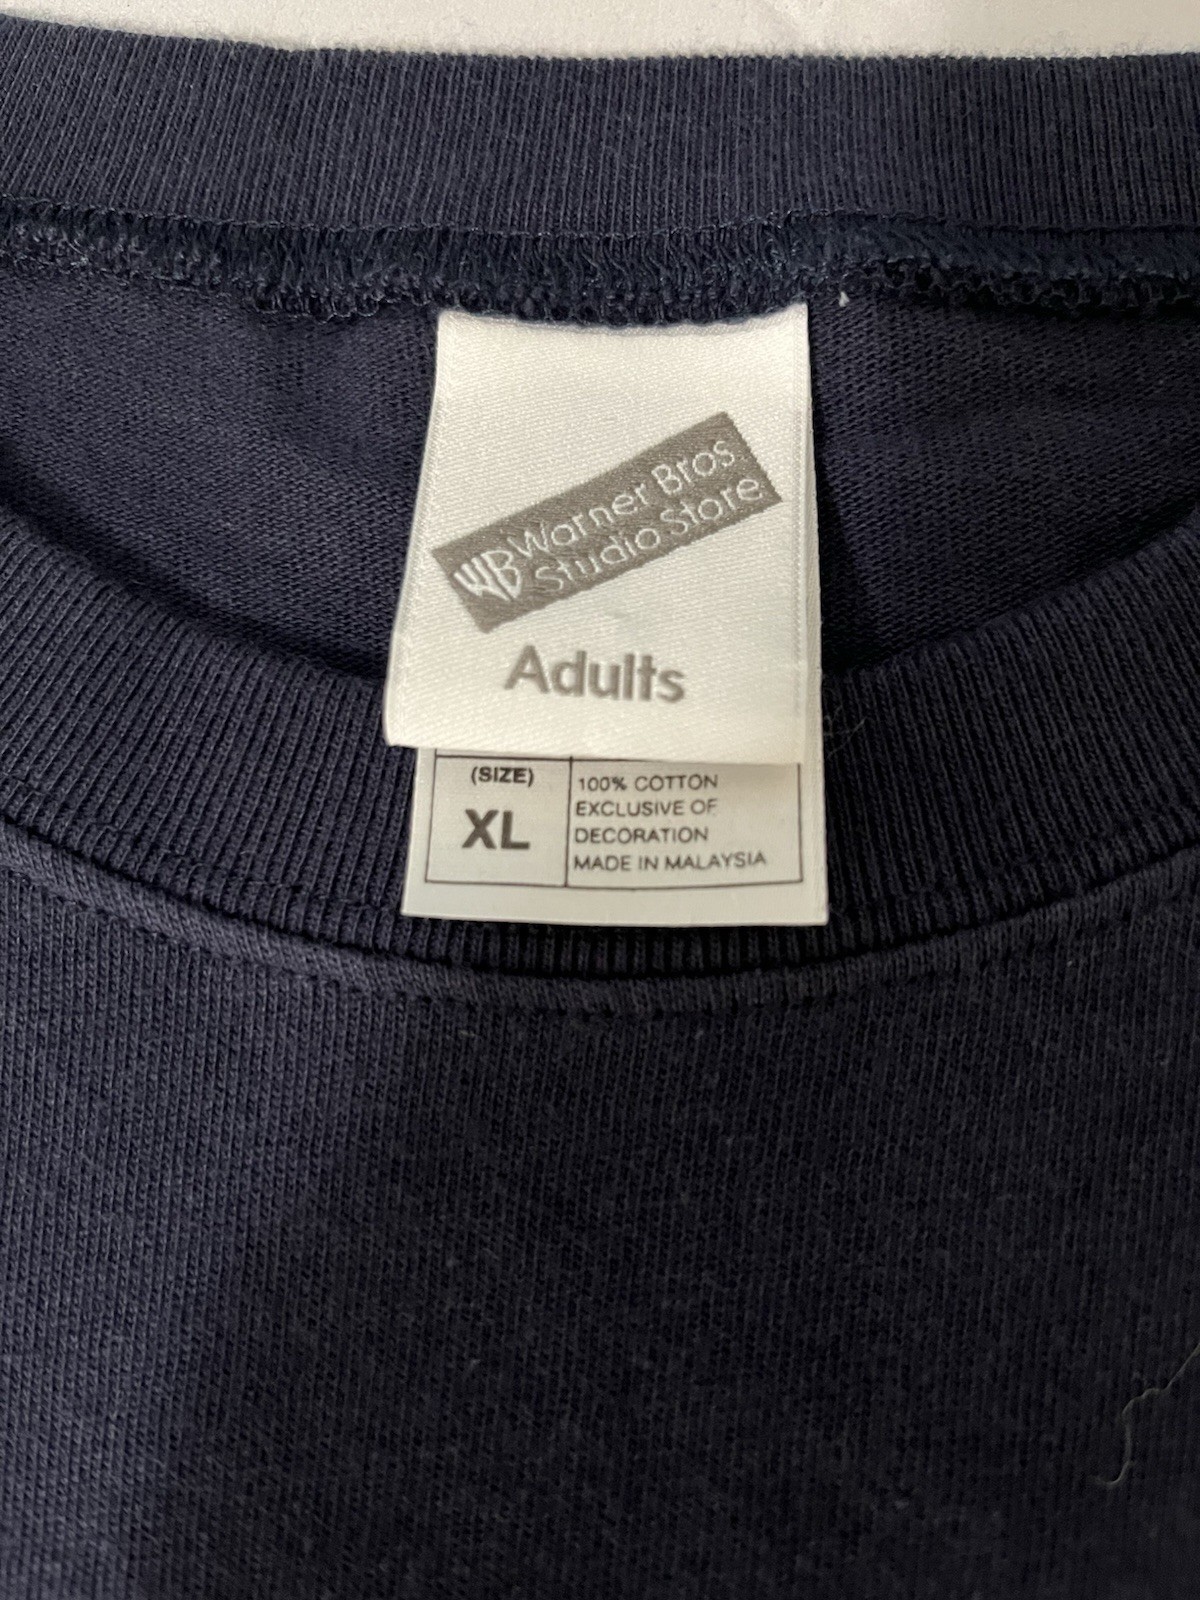 WB Warner Bros
Studio Store
Adults
(SIZE)
XL
100% COTTON
EXCLUSIVE OF
DECORATION
MADE IN MALAYSIA